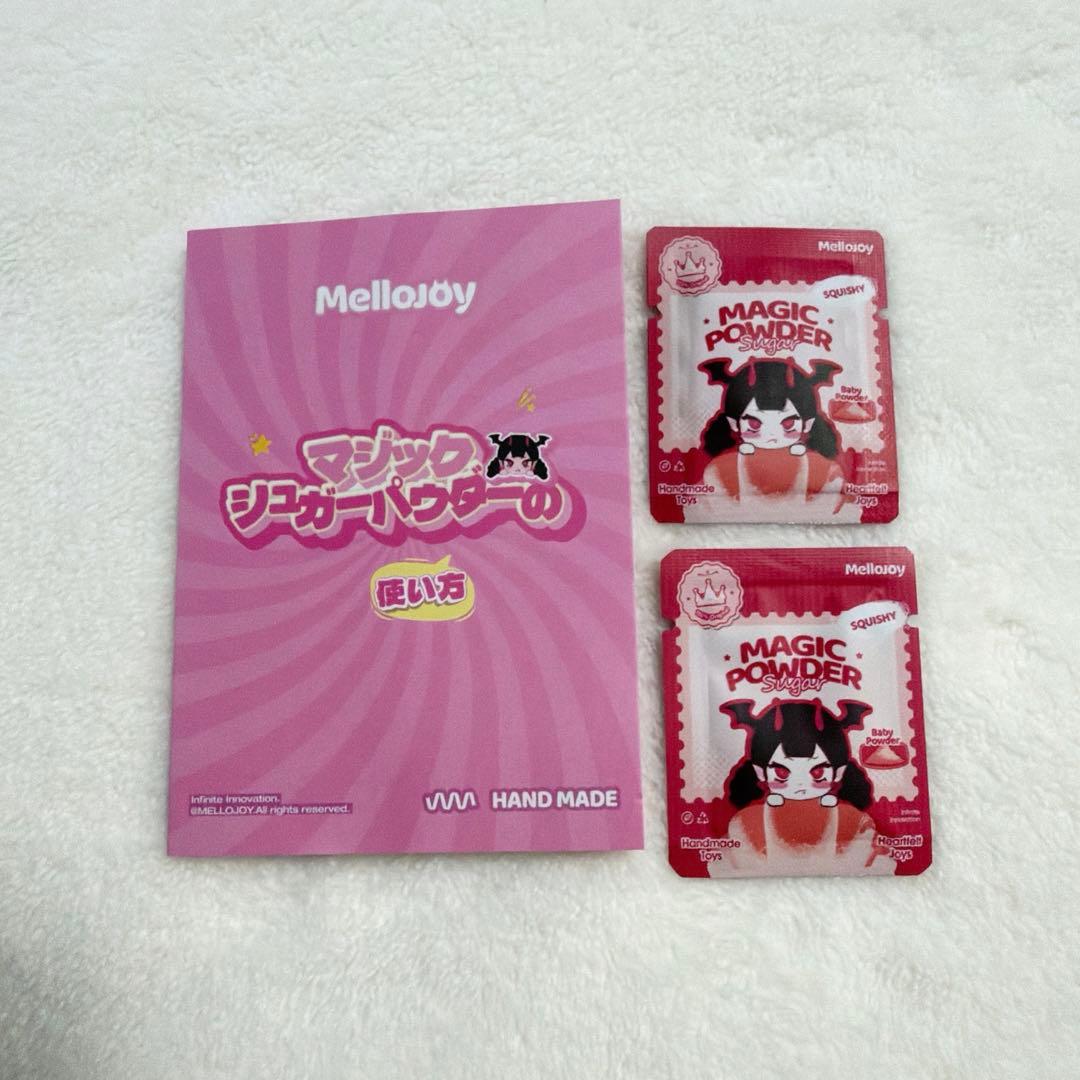 MelloJoy
マジック
シュガーパウダーの
使い方
Infinite Innovation.
@MELLOJOY.All rights reserved.
HAND MADE
MelloJoy
SQUISHY
MAGIC
POWDER
Sugar
Baby
Powder
Handmade
Toys
Heartfelt
Joys
MelloJoy
SQUISHY
MAGIC
POWDER
Sugar
Baby
Powder
Infinite
Innovation
Handmade
Toys
Heartfelt
Joys